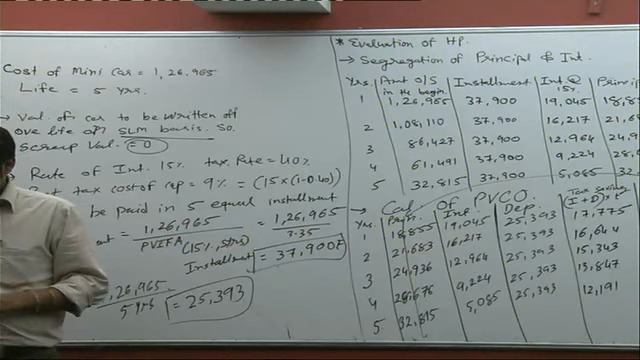 Cost of Mini Car = 1,26,965
Life = 5 yrs.
→ Val. of car to be written off
over life on SLM basis. So
Screap Val. = 0
Rate of Int. 15% tax Rate = 40%
tax cost of cap = 9% = (15×(1-0.40)
be paid in 5 equal installment
= 1,26,965 / PVIFA (15%, 5yrs) = 1,26,965 / 3.35
Installment = 37,900
26,965 / 5 yrs = 25,393
* Evaluation of HP.
→ Segregation of Principal & Int.
Yrs. Amt O/S in the begin. Installment Int @ 15%
1 1,26,965 37,900 19,045
2 1,08,110 37,900 16,217
3 86,427 37,900 12,964
4 61,491 37,900 9,224
5 32,815 37,900 5,085
→ Cal. of PVCO.
Yr. Prin. Int. Dep. Tax saving (I+D)×t
1 18,855 19,045 25,393 17,775
2 21,683 16,217 25,393 16,644
3 24,936 12,964 25,393 15,343
4 28,676 9,224 25,393 13,847
5 32,815 5,085 25,393 12,191